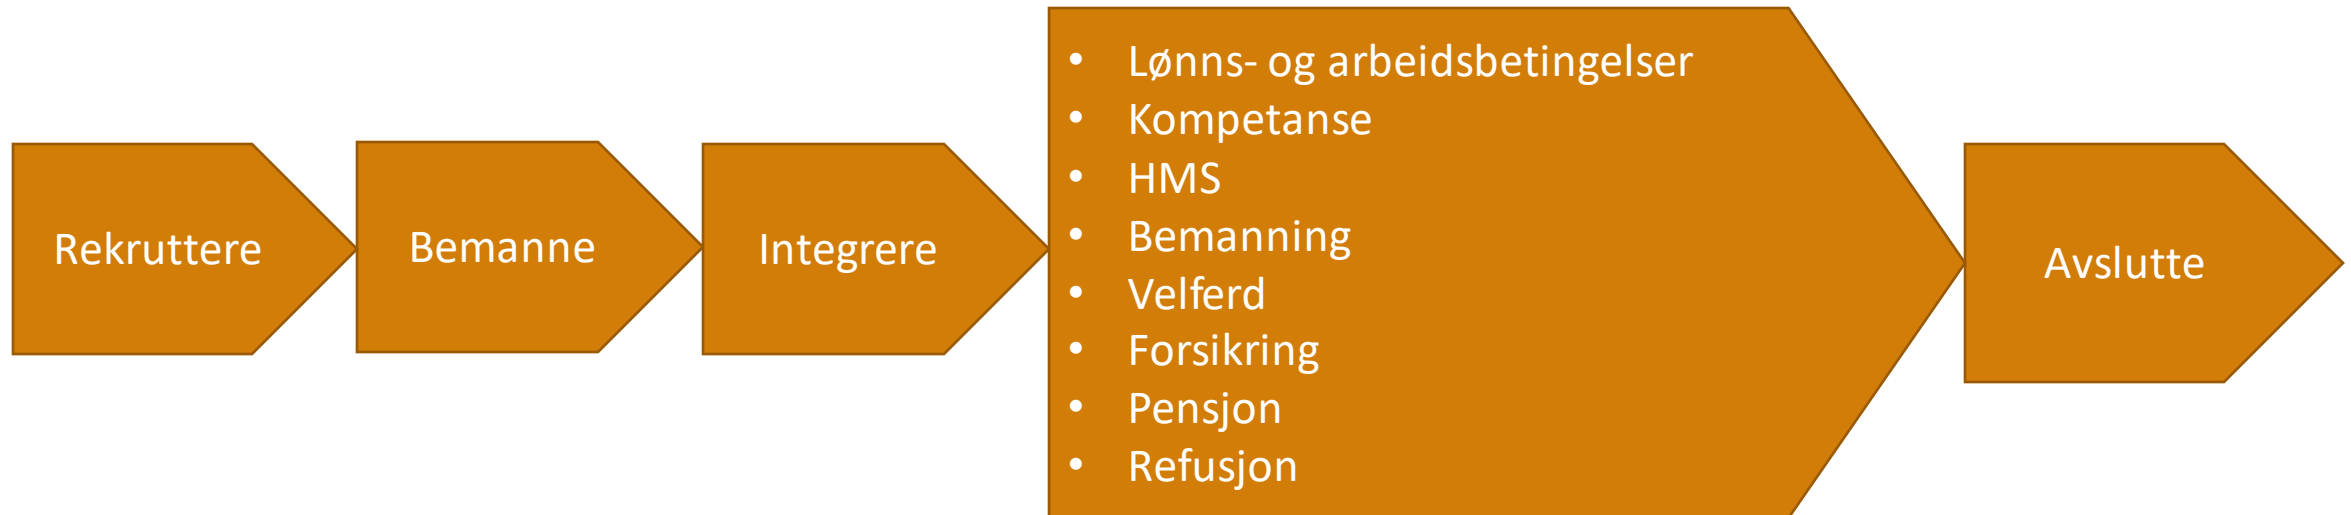 Rekruttere
Bemanne
Integrere
• Lønns- og arbeidsbetingelser
• Kompetanse
• HMS
• Bemanning
• Velferd
• Forsikring
• Pensjon
• Refusjon
Avslutte